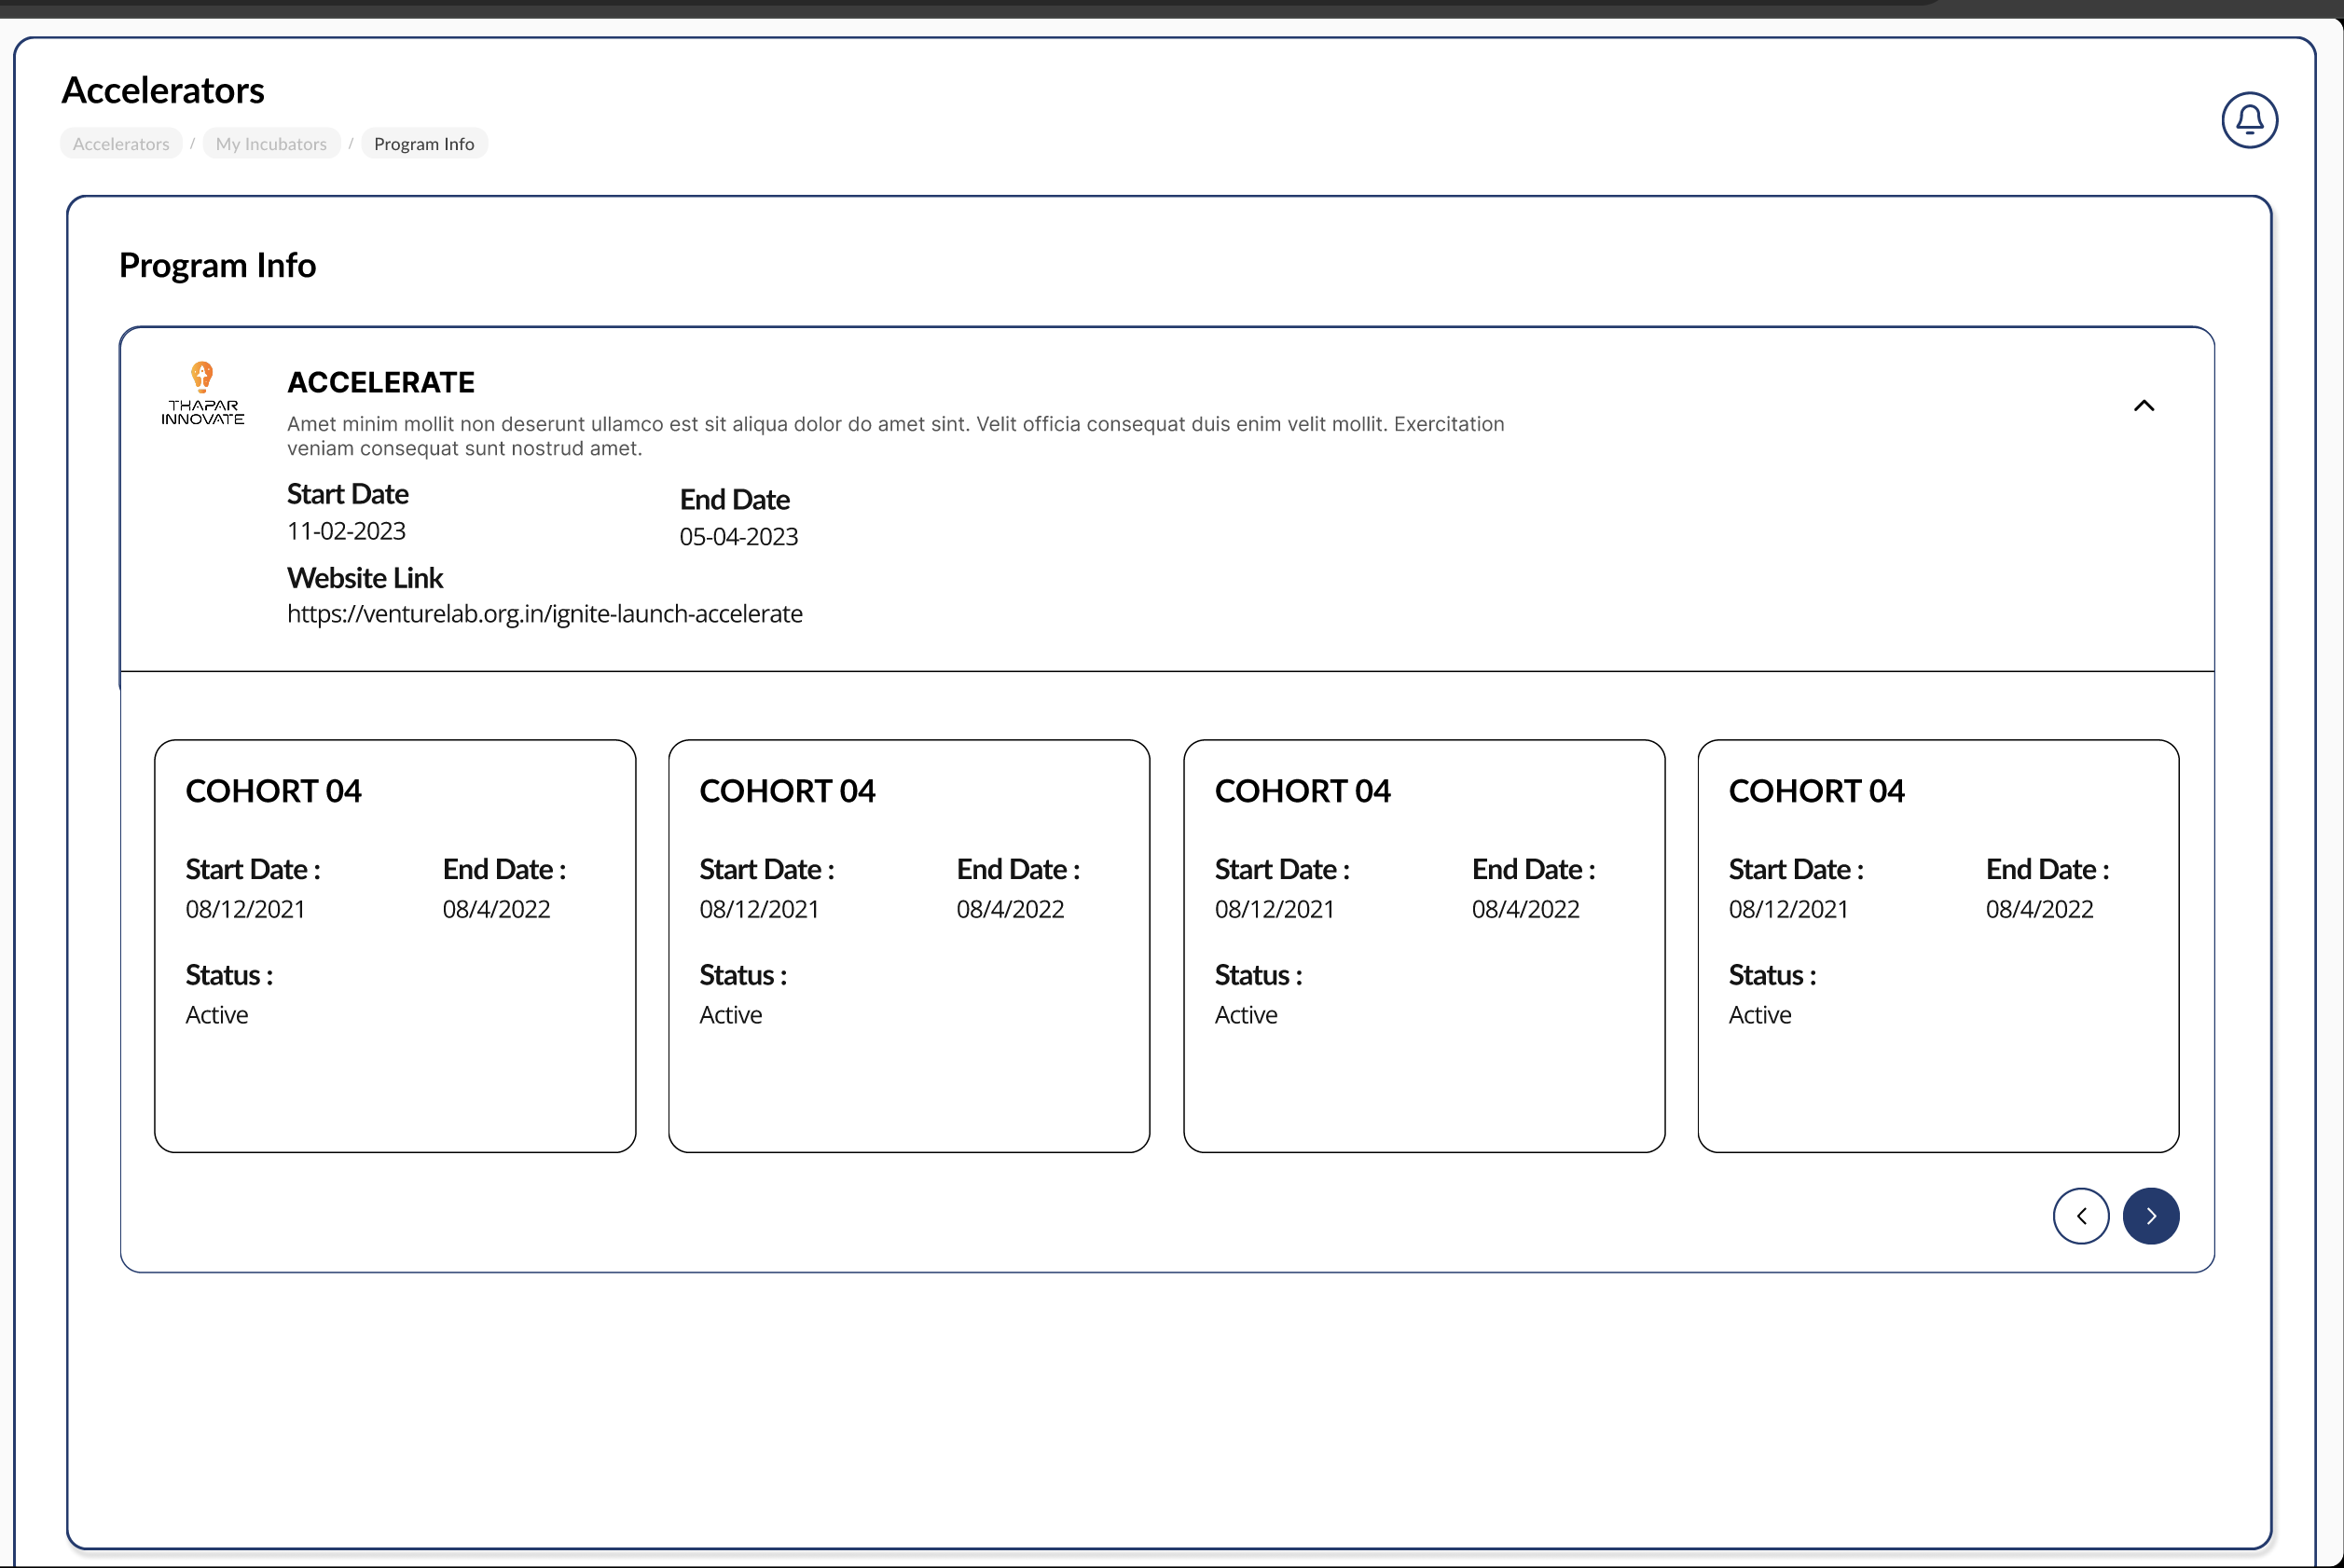 Accelerators
Accelerators / My Incubators / Program Info
Program Info
THAPAR
INNOVATE
ACCELERATE
Amet minim mollit non deserunt ullamco est sit aliqua dolor do amet sint. Velit officia consequat duis enim velit mollit. Exercitation
veniam consequat sunt nostrud amet.
Start Date
End Date
11-02-2023
05-04-2023
Website Link
https://venturelab.org.in/ignite-launch-accelerate
COHORT 04
Start Date : End Date :
08/12/2021 08/4/2022
Status :
Active
COHORT 04
Start Date : End Date :
08/12/2021 08/4/2022
Status :
Active
COHORT 04
Start Date : End Date :
08/12/2021 08/4/2022
Status :
Active
COHORT 04
Start Date : End Date :
08/12/2021 08/4/2022
Status :
Active